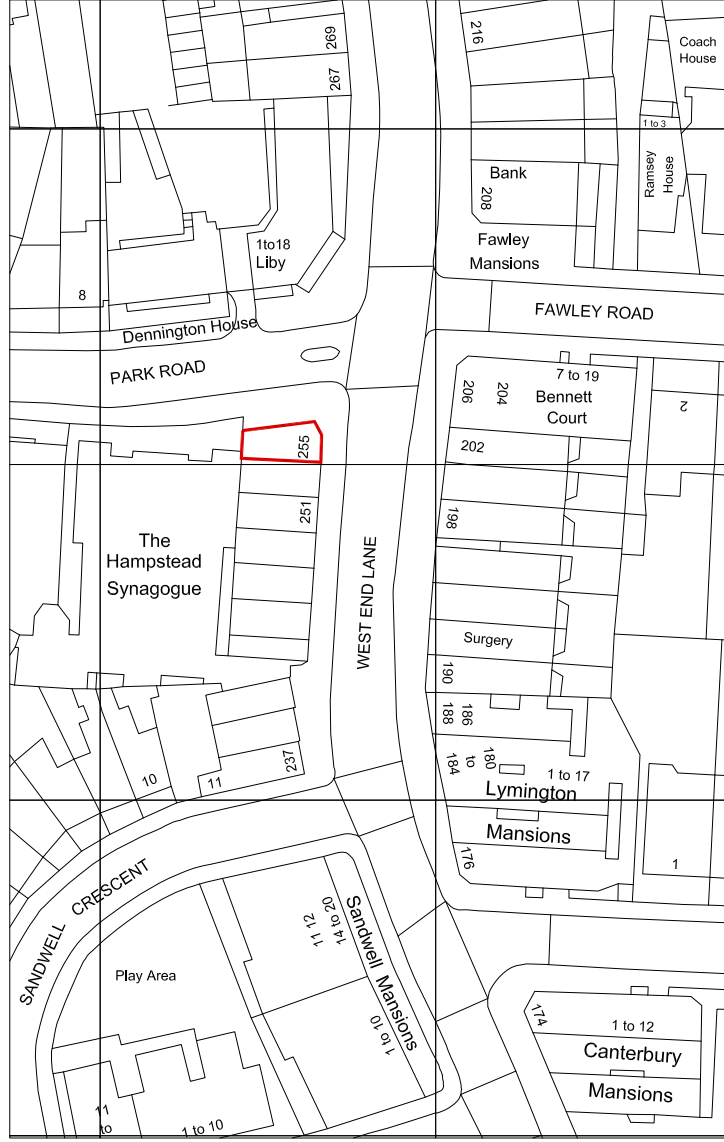 269
267
216
Coach
House
1 to 3
Ramsey
House
Bank
208
Fawley
Mansions
1to18
Liby
8
Dennington House
FAWLEY ROAD
PARK ROAD
7 to 19
Bennett
Court
206
204
2
202
255
251
198
The
Hampstead
Synagogue
WEST END LANE
Surgery
190
188
186
184
to
180
1 to 17
Lymington
Mansions
237
10
11
176
1
SANDWELL CRESCENT
Play Area
11 12
14 to 20
Sandwell Mansions
1 to 10
174
1 to 12
Canterbury
Mansions
11
to
1 to 10